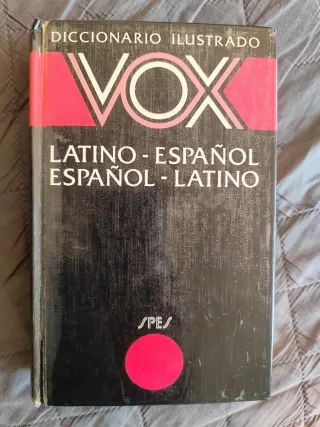 DICCIONARIO ILUSTRADO
VOX
LATINO - ESPAÑOL
ESPAÑOL - LATINO
SPES